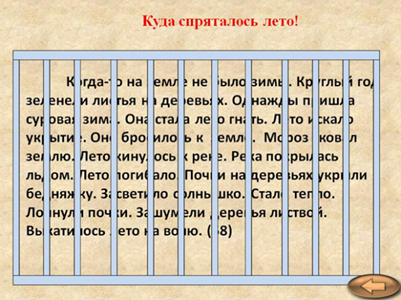 Куда спряталось лето!
Когда-то на земле не было зимы. Круглый год
зеленели листья на деревьях. Однажды пришла
суровая зима. Она стала лето гнать. Лето искало
укрытие. Оно бросилось к земле. Мороз сковал
землю. Лето кинулось к реке. Река покрылась
льдом. Лето погибало. Почки на деревьях укрыли
бедняжку. Засветило солнышко. Стало тепло.
Лопнули почки. Зашумели деревья листвой.
Выкатилось лето на волю. (58)